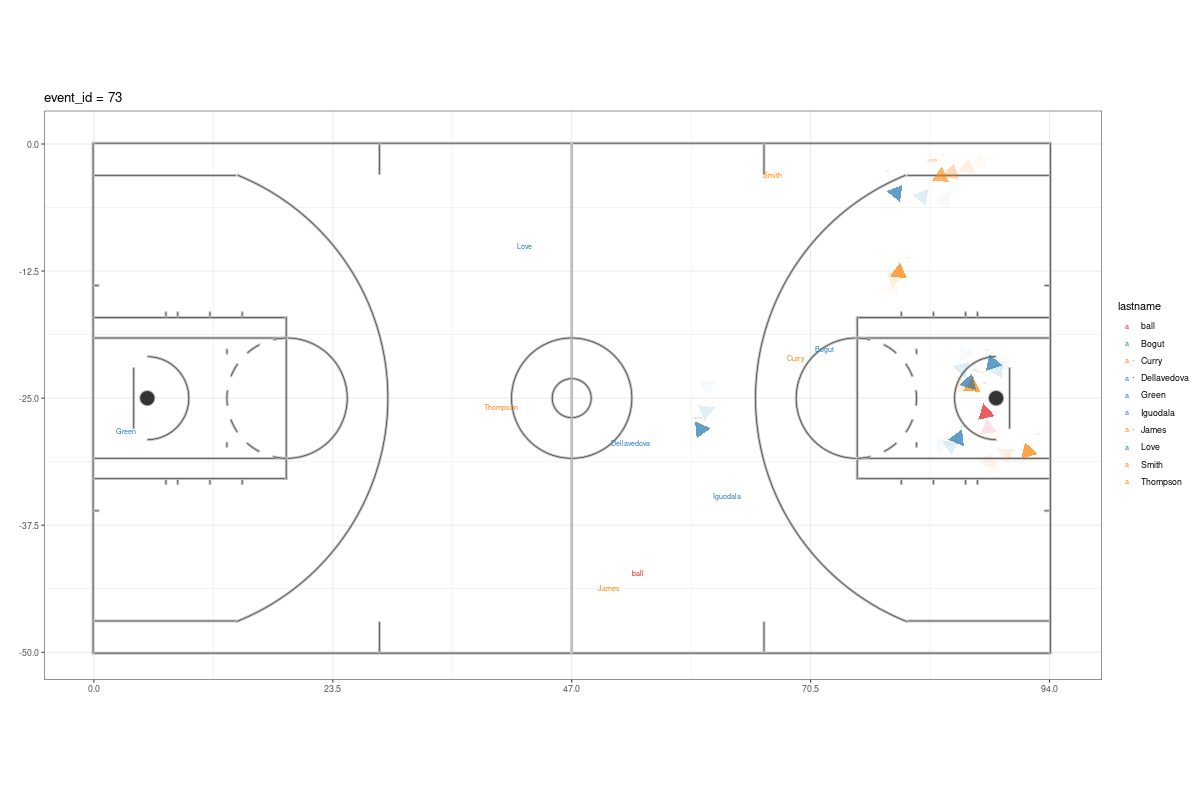 event_id = 73
0.0
-12.5
-25.0
-37.5
-50.0
0.0
23.5
47.0
70.5
94.0
Smith
Love
Bogut
Curry
Thompson
Green
Dellavedova
Iguodala
ball
James
lastname
a ball
a Bogut
a Curry
a Dellavedova
a Green
a Iguodala
a James
a Love
a Smith
a Thompson